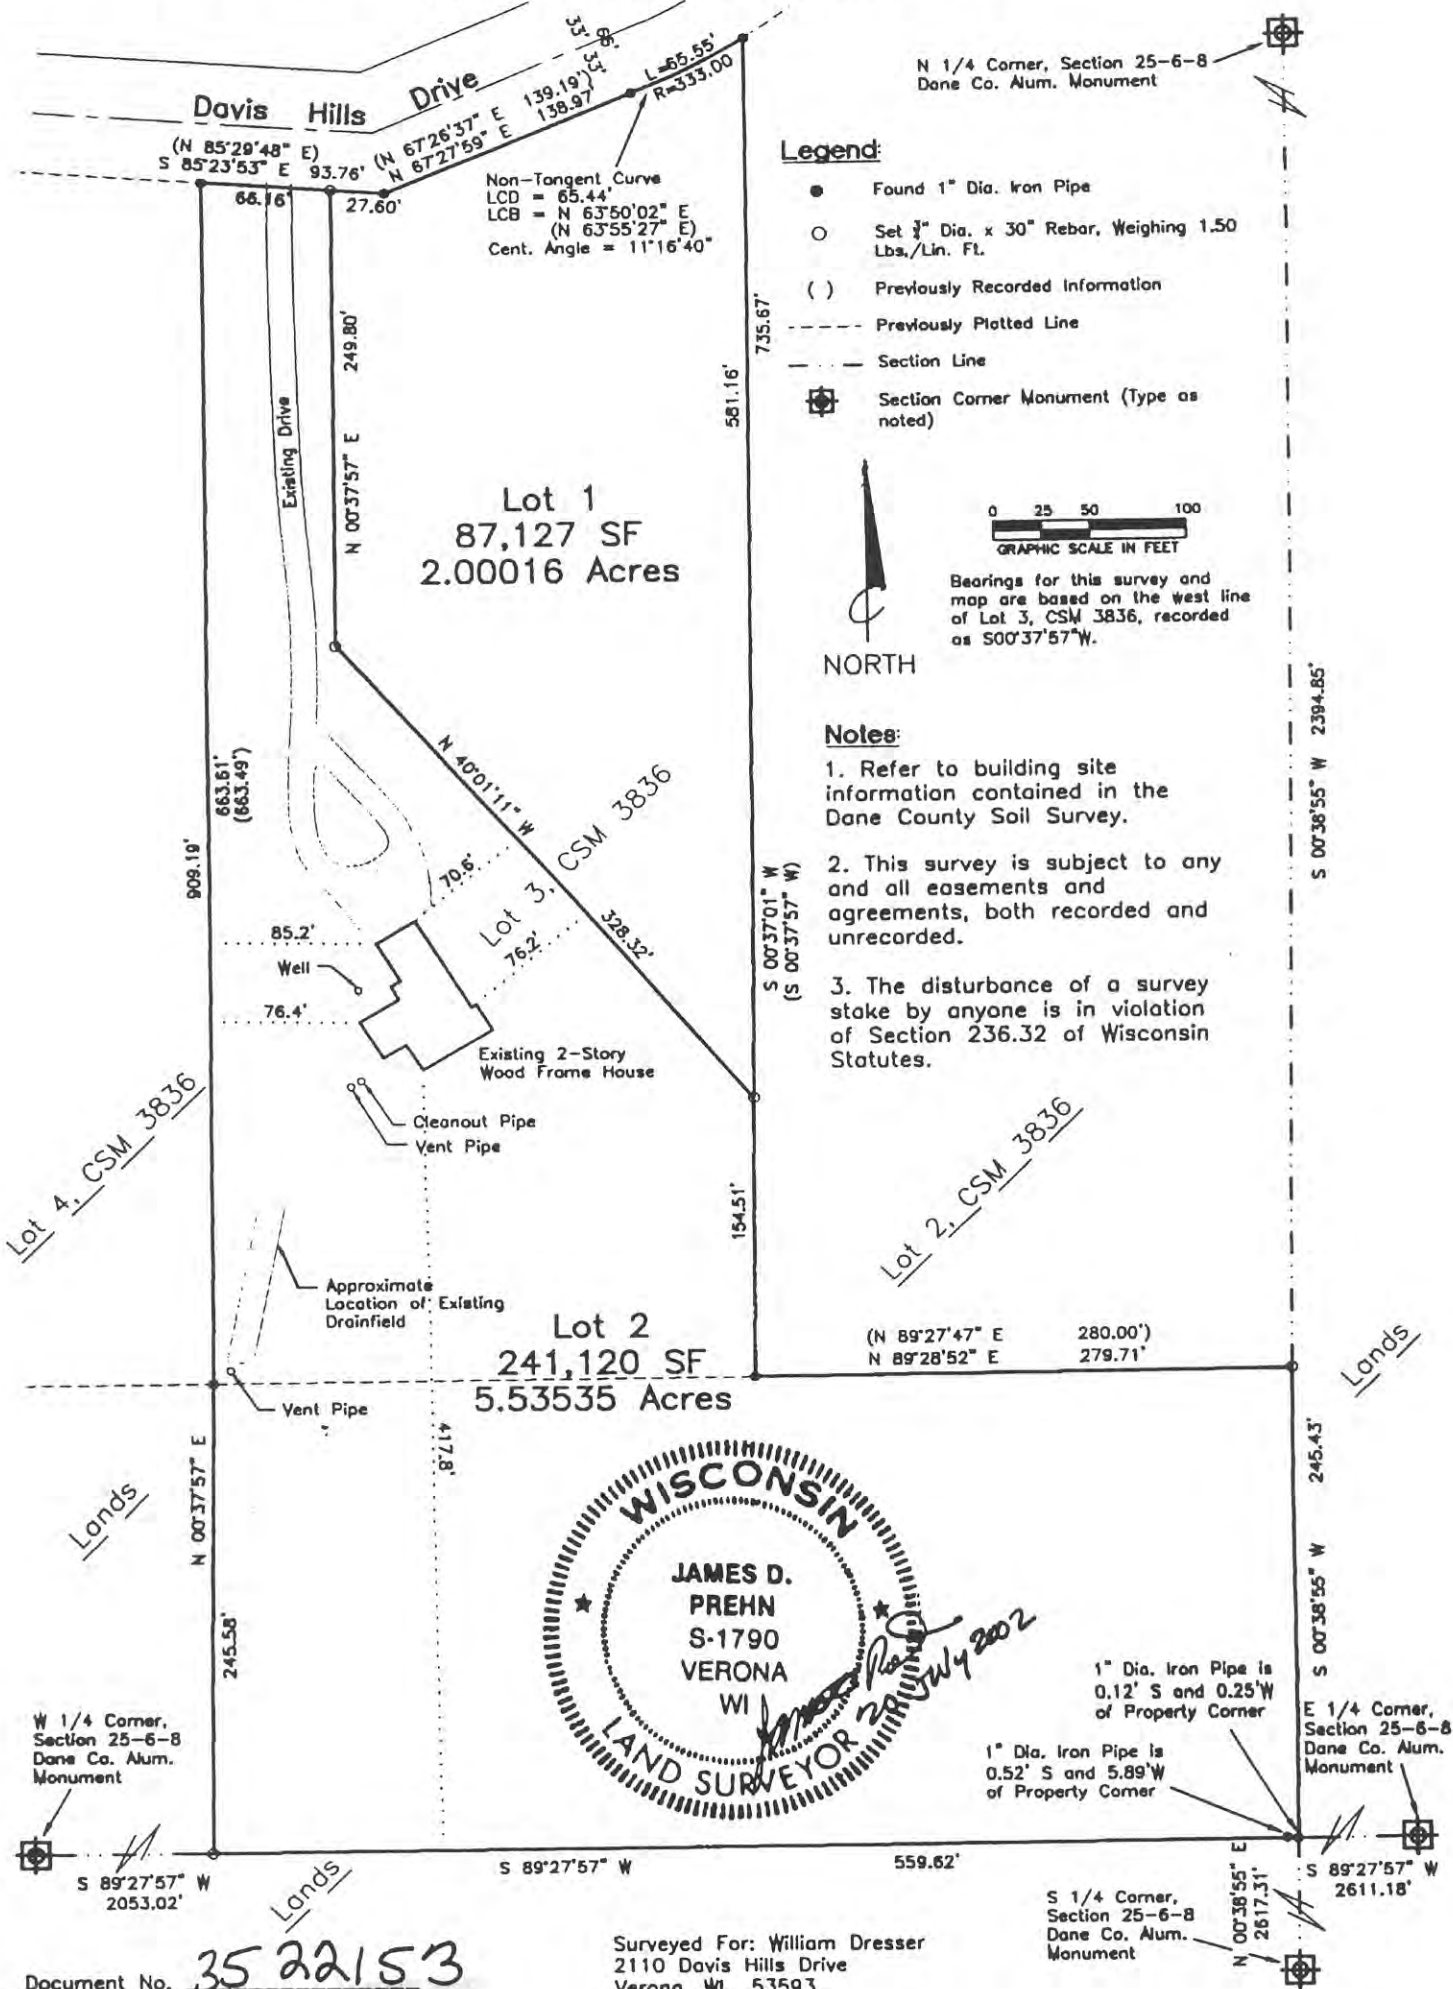 Davis Hills Drive
(N 85°29'48" E)
S 85°23'53" E 93.76'
66.16'
27.60'
(N 67°26'37" E 139.19')
N 67°27'59" E 138.97'
33' 33'
66'
L=65.55'
R=333.00
Non-Tangent Curve
LCD = 65.44'
LCB = N 63°50'02" E
(N 63°55'27" E)
Cent. Angle = 11°16'40"
N 1/4 Corner, Section 25-6-8
Dane Co. Alum. Monument
Legend:
Found 1" Dia. Iron Pipe
Set ¾" Dia. x 30" Rebar, Weighing 1.50
Lbs./Lin. Ft.
( ) Previously Recorded Information
Previously Platted Line
Section Line
Section Corner Monument (Type as
noted)
0 25 50 100
GRAPHIC SCALE IN FEET
Bearings for this survey and
map are based on the west line
of Lot 3, CSM 3836, recorded
as S00°37'57"W.
NORTH
Notes:
1. Refer to building site
information contained in the
Dane County Soil Survey.
2. This survey is subject to any
and all easements and
agreements, both recorded and
unrecorded.
3. The disturbance of a survey
stake by anyone is in violation
of Section 236.32 of Wisconsin
Statutes.
Existing Drive
N 00°37'57" E 249.80'
Lot 1
87,127 SF
2.00016 Acres
735.67'
581.16'
S 00°37'01" W
(S 00°37'57" W)
S 00°38'55" W 2394.85'
N 40°01'11" W 328.32'
Lot 3, CSM 3836
663.61'
(663.49')
909.19'
70.6'
76.2'
85.2'
Well
76.4'
Existing 2-Story
Wood Frame House
Cleanout Pipe
Vent Pipe
Lot 4, CSM 3836
Lot 2, CSM 3836
154.51'
Approximate
Location of Existing
Drainfield
Lot 2
241,120 SF
5.53535 Acres
(N 89°27'47" E 280.00')
N 89°28'52" E 279.71'
Lands
Vent Pipe
417.8'
N 00°37'57" E 245.58'
Lands
S 00°38'55" W 245.43'
WISCONSIN
JAMES D.
PREHN
S-1790
VERONA
WI
LAND SURVEYOR
20 July 2002
1" Dia. Iron Pipe is
0.12' S and 0.25'W
of Property Corner
1" Dia. Iron Pipe is
0.52' S and 5.89'W
of Property Corner
E 1/4 Corner,
Section 25-6-8
Dane Co. Alum.
Monument
W 1/4 Corner,
Section 25-6-8
Dane Co. Alum.
Monument
S 89°27'57" W
2053.02'
S 89°27'57" W 559.62'
S 89°27'57" W
2611.18'
Lands
S 1/4 Corner,
Section 25-6-8
Dane Co. Alum.
Monument
N 00°38'55" E
2617.31'
Document No. 3522153
Surveyed For: William Dresser
2110 Davis Hills Drive
Verona, WI 53593